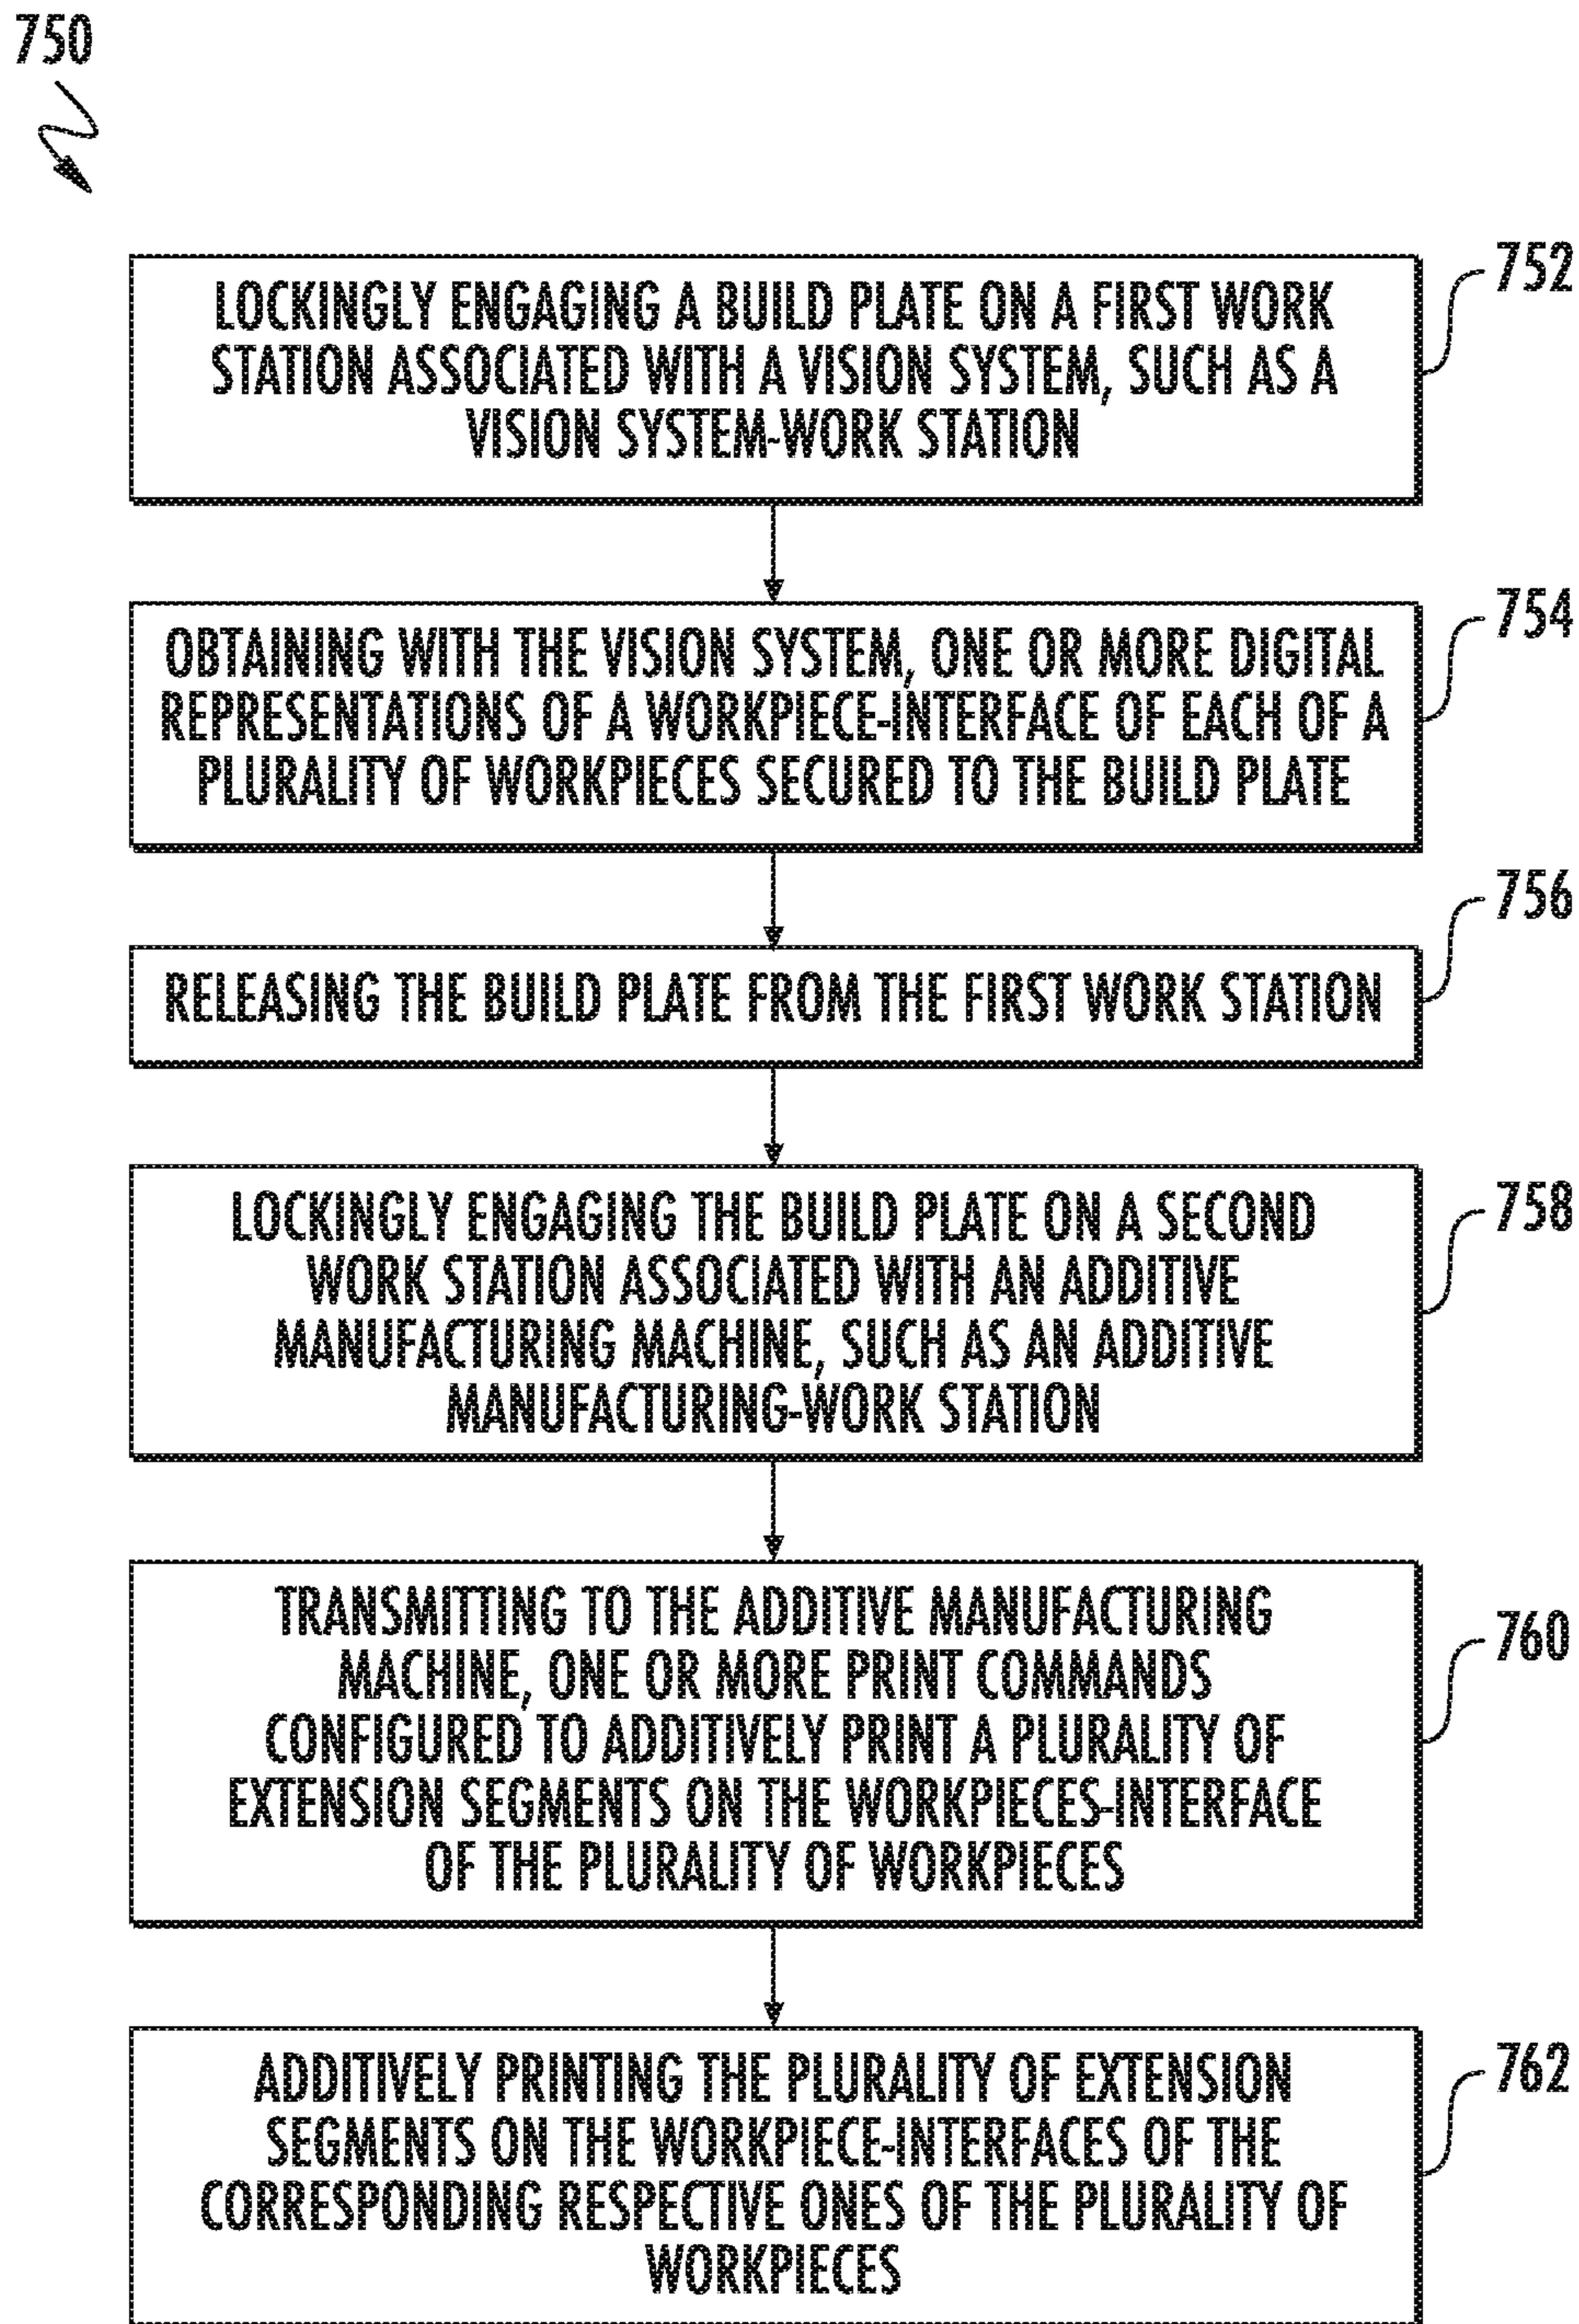 750
752
LOCKINGLY ENGAGING A BUILD PLATE ON A FIRST WORK
STATION ASSOCIATED WITH A VISION SYSTEM, SUCH AS A
VISION SYSTEM-WORK STATION
754
OBTAINING WITH THE VISION SYSTEM, ONE OR MORE DIGITAL
REPRESENTATIONS OF A WORKPIECE-INTERFACE OF EACH OF A
PLURALITY OF WORKPIECES SECURED TO THE BUILD PLATE
756
RELEASING THE BUILD PLATE FROM THE FIRST WORK STATION
758
LOCKINGLY ENGAGING THE BUILD PLATE ON A SECOND
WORK STATION ASSOCIATED WITH AN ADDITIVE
MANUFACTURING MACHINE, SUCH AS AN ADDITIVE
MANUFACTURING-WORK STATION
760
TRANSMITTING TO THE ADDITIVE MANUFACTURING
MACHINE, ONE OR MORE PRINT COMMANDS
CONFIGURED TO ADDITIVELY PRINT A PLURALITY OF
EXTENSION SEGMENTS ON THE WORKPIECES-INTERFACE
OF THE PLURALITY OF WORKPIECES
762
ADDITIVELY PRINTING THE PLURALITY OF EXTENSION
SEGMENTS ON THE WORKPIECE-INTERFACES OF THE
CORRESPONDING RESPECTIVE ONES OF THE PLURALITY OF
WORKPIECES